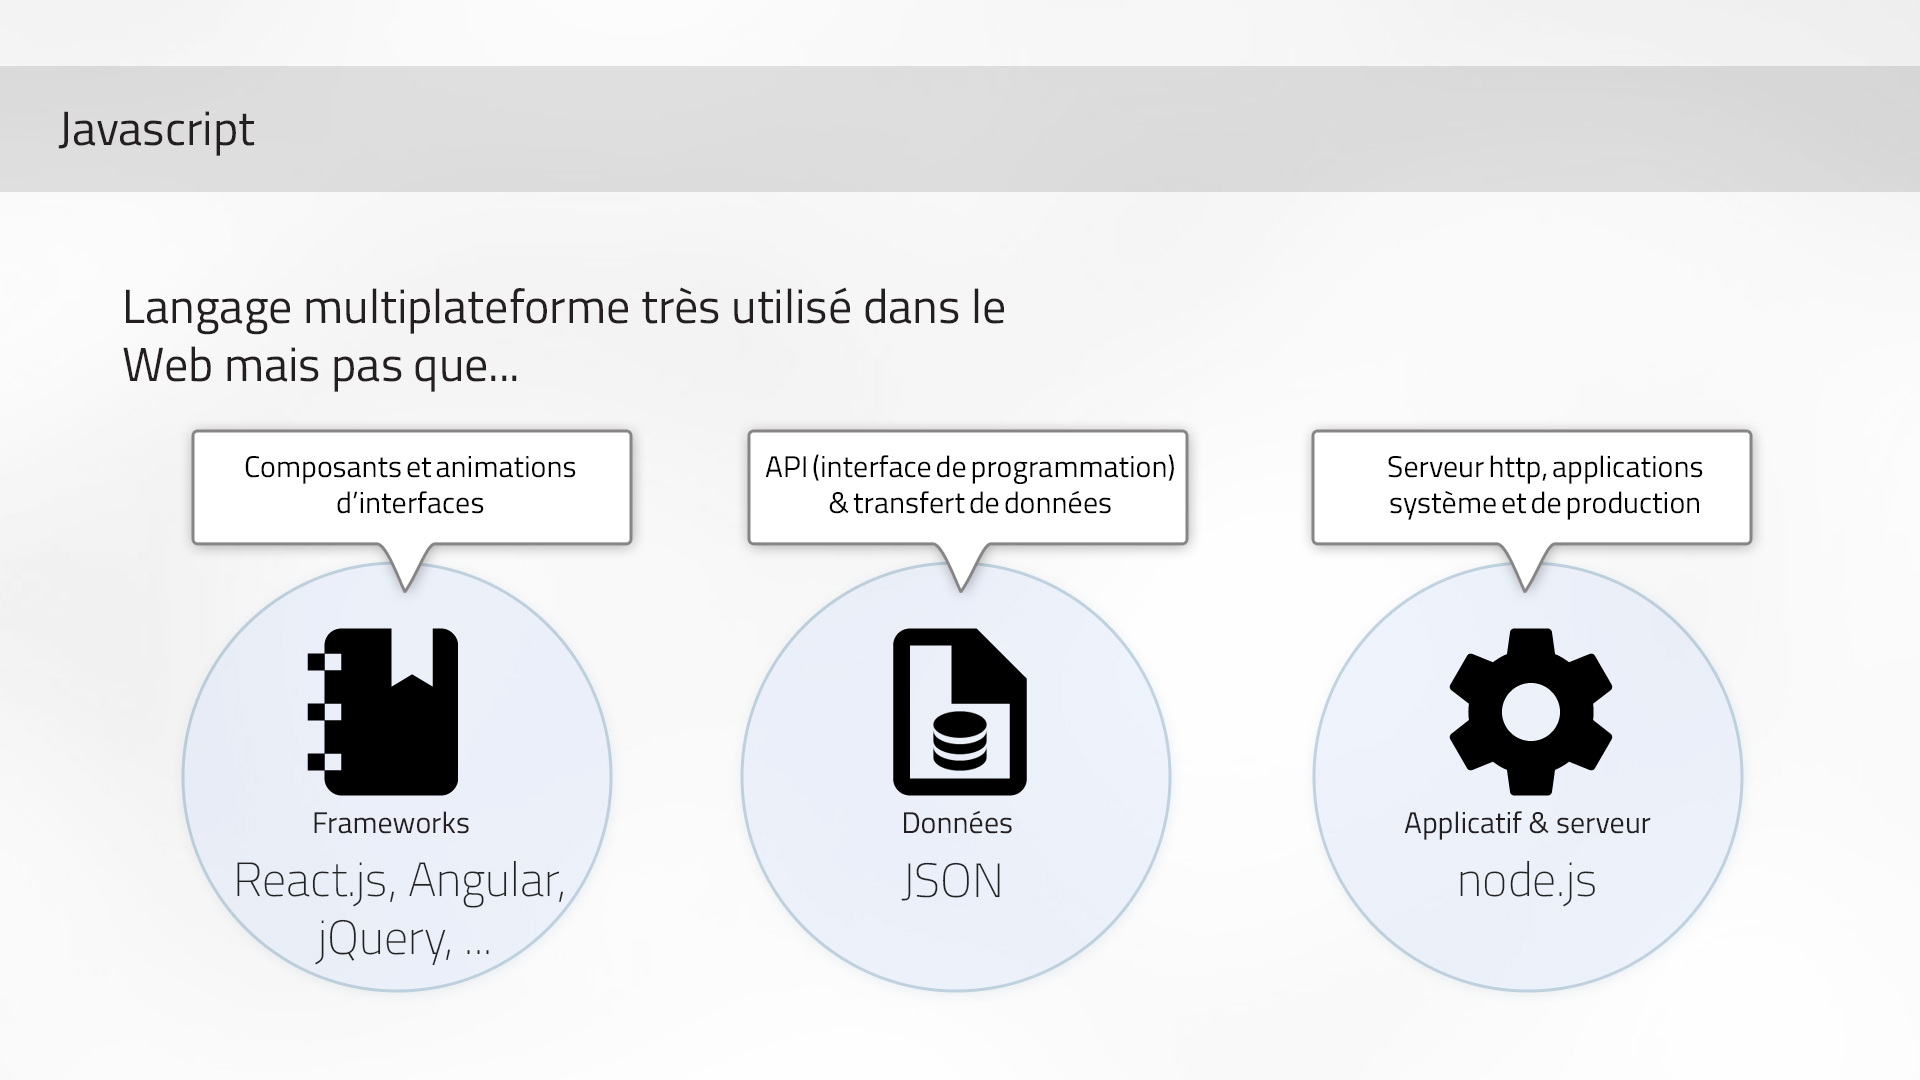 Javascript
Langage multiplateforme très utilisé dans le
Web mais pas que...
Composants et animations
d’interfaces
Frameworks
React.js, Angular,
jQuery, ...
API (interface de programmation)
& transfert de données
Données
JSON
Serveur http, applications
système et de production
Applicatif & serveur
node.js